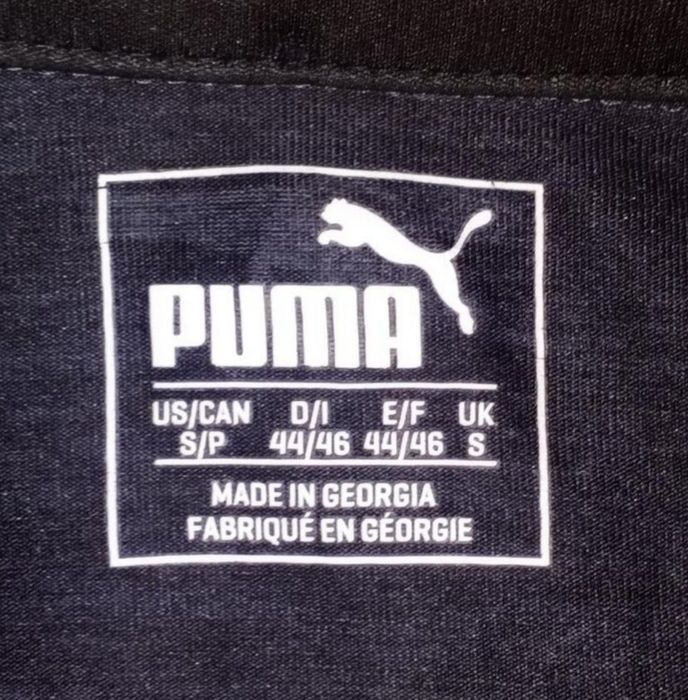 PUMA
US/CAN D/I E/F UK
S/P 44/46 44/46 S
MADE IN GEORGIA
FABRIQUÉ EN GÉORGIE